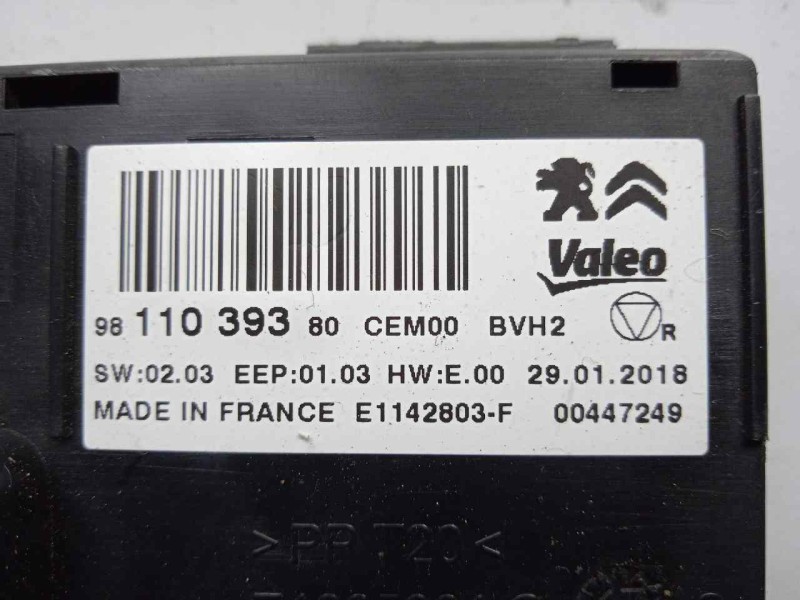 Valeo
98 110 393 80 CEM00 BVH2 R
SW:02.03 EEP:01.03 HW:E.00 29.01.2018
MADE IN FRANCE E1142803-F 00447249
>PP T20<